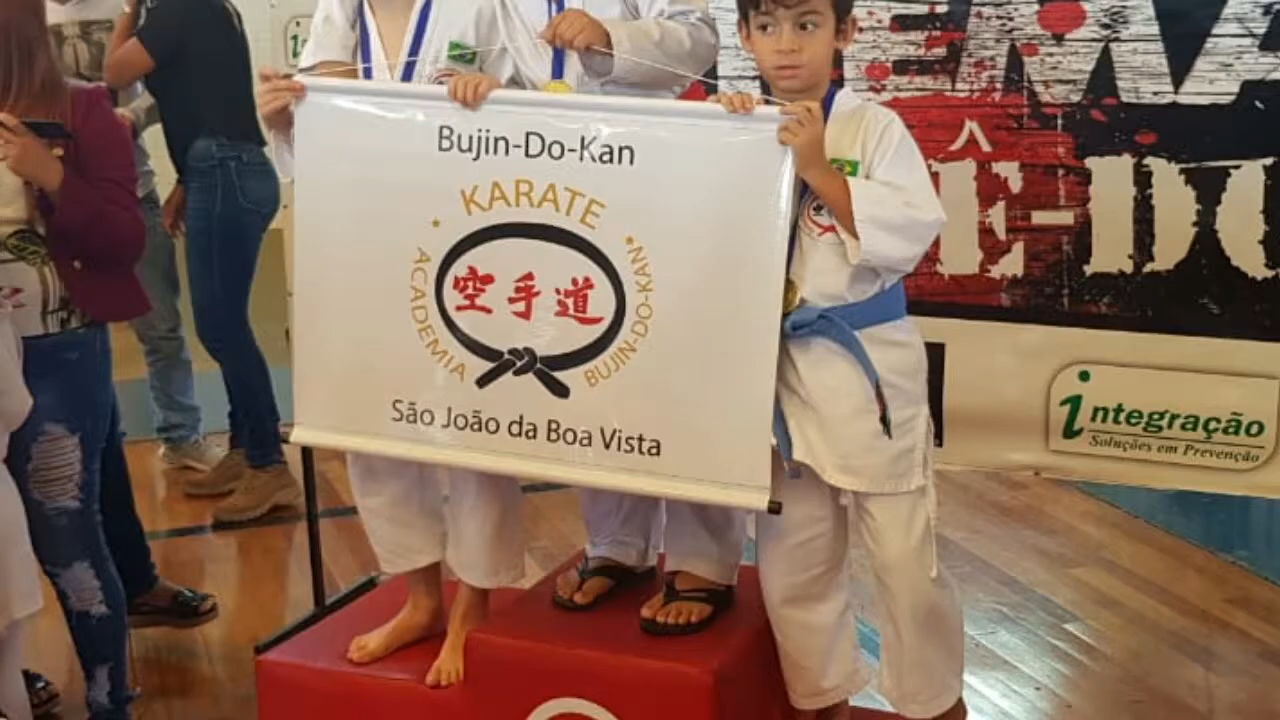 Bujin-Do-Kan
KARATE
ACADEMIA
BUJIN-DO-KAN
空手道
São João da Boa Vista
integração
Soluções em Prevenção